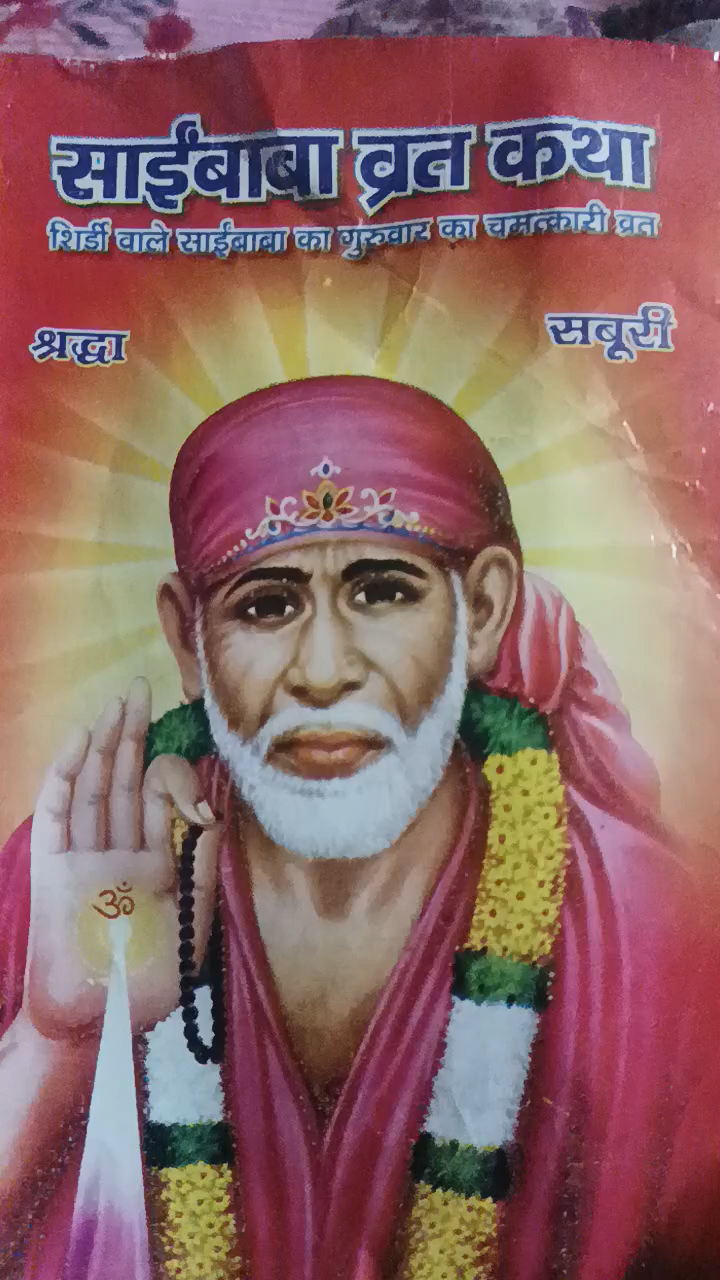 साईंबाबा व्रत कथा
शिर्डी वाले साईंबाबा का गुरुवार का चमत्कारी व्रत
श्रद्धा
सबूरी
ॐ